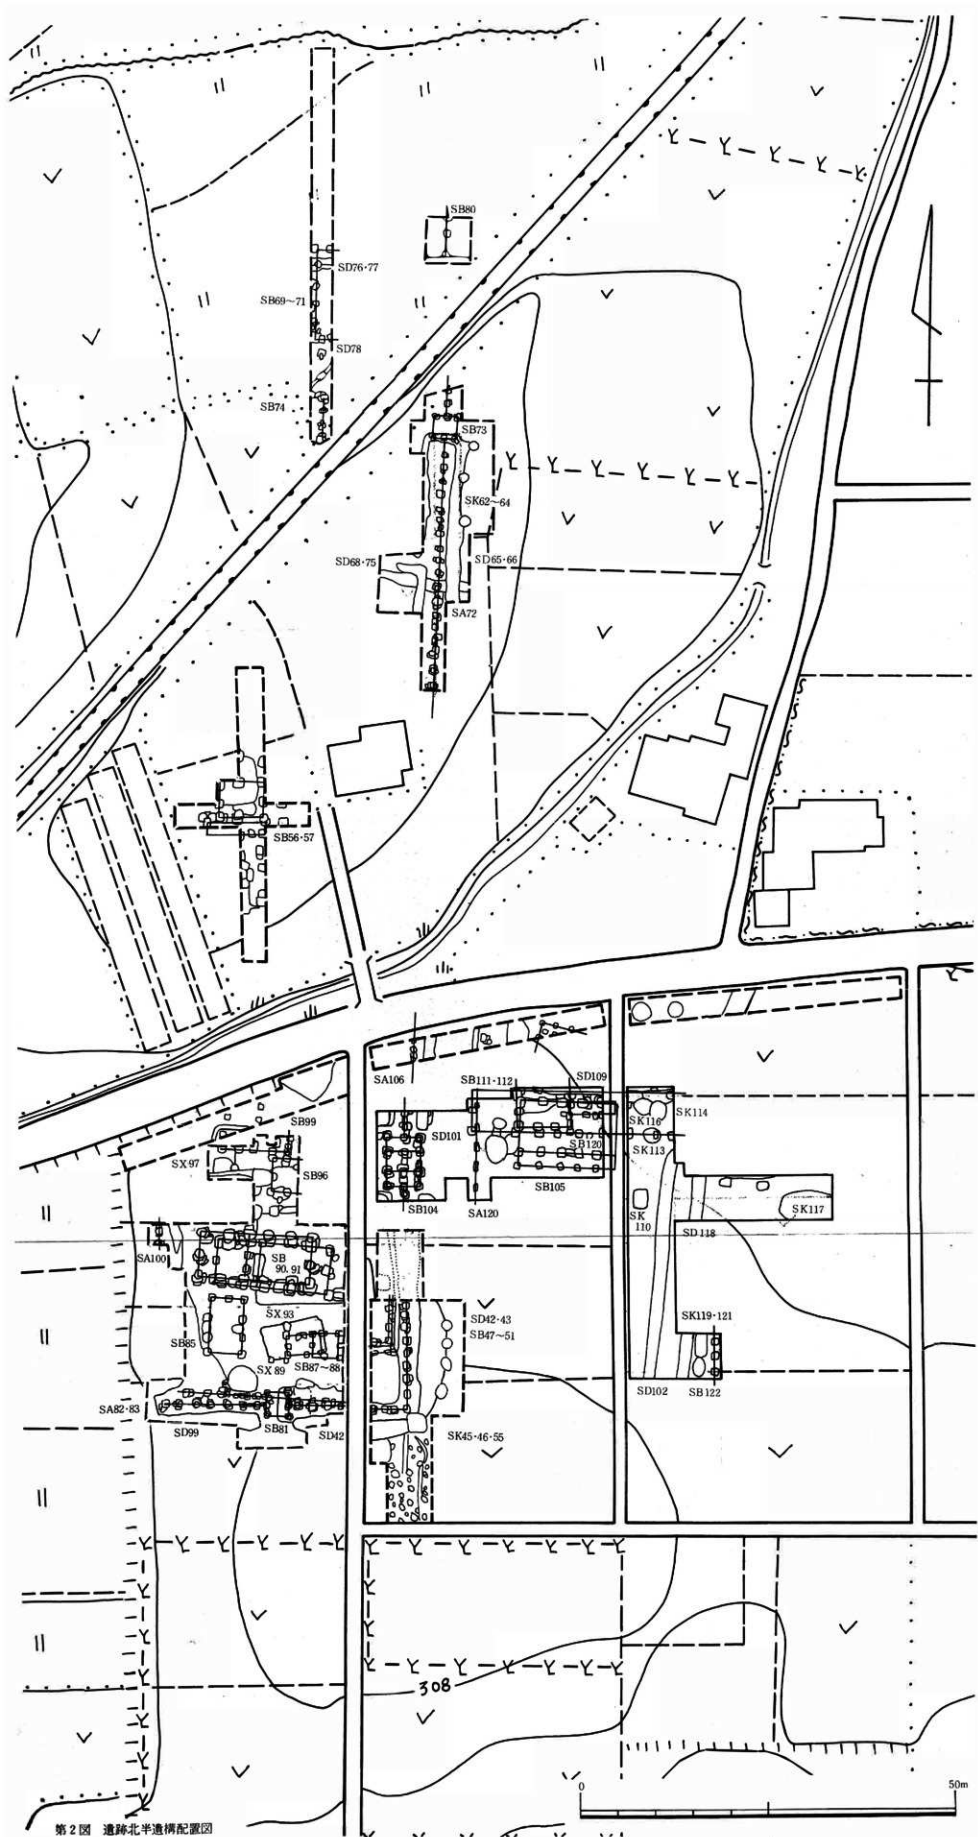 SB80
SD76・77
SB69～71
SD78
SB74
SB73
SK62～64
SD68・75
SD65・66
SA72
SB56・57
SA106
SB111・112
SD109
SB99
SD101
SK114
SK116
SB120
SK113
SX97
SB96
SB105
SB104
SA120
SK
110
SK117
SD118
SA100
SB
90.91
SX93
SD42・43
SB47～51
SK119・121
SB85
SX89
SB87～88
SD102
SB122
SA82・83
SD99
SB81
SD42
SK45・46・55
308
0
50m
第2図 遺跡北半遺構配置図